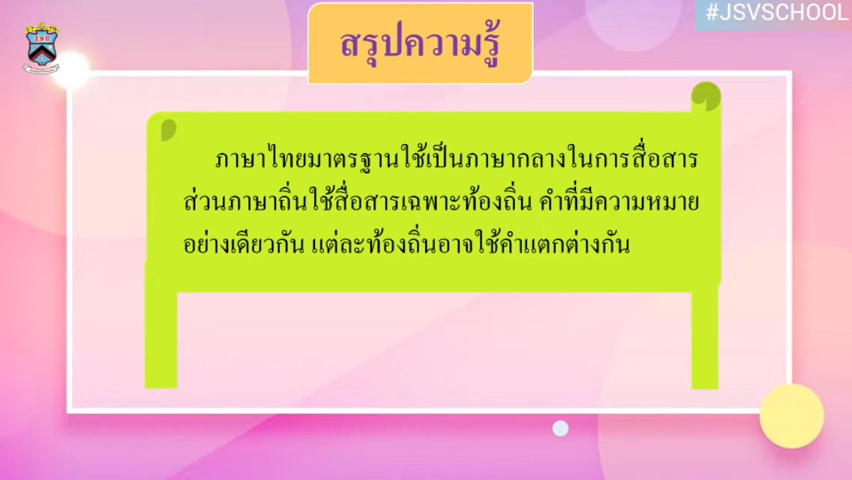 #JSVSCHOOL
สรุปความรู้
ภาษาไทยมาตรฐานใช้เป็นภาษากลางในการสื่อสาร
ส่วนภาษาถิ่นใช้สื่อสารเฉพาะท้องถิ่น คำที่มีความหมาย
อย่างเดียวกัน แต่ละท้องถิ่นอาจใช้คำแตกต่างกัน